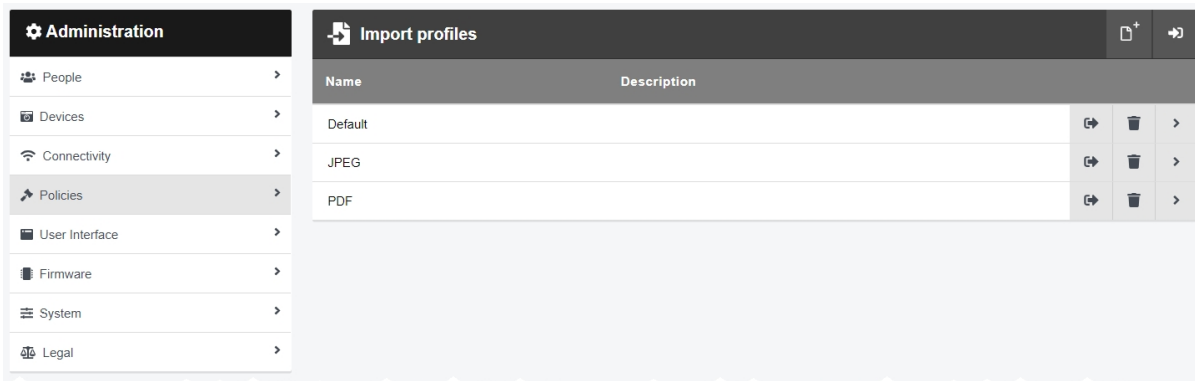 Administration
People
Devices
Connectivity
Policies
User Interface
Firmware
System
Legal
Import profiles
Name Description
Default
JPEG
PDF